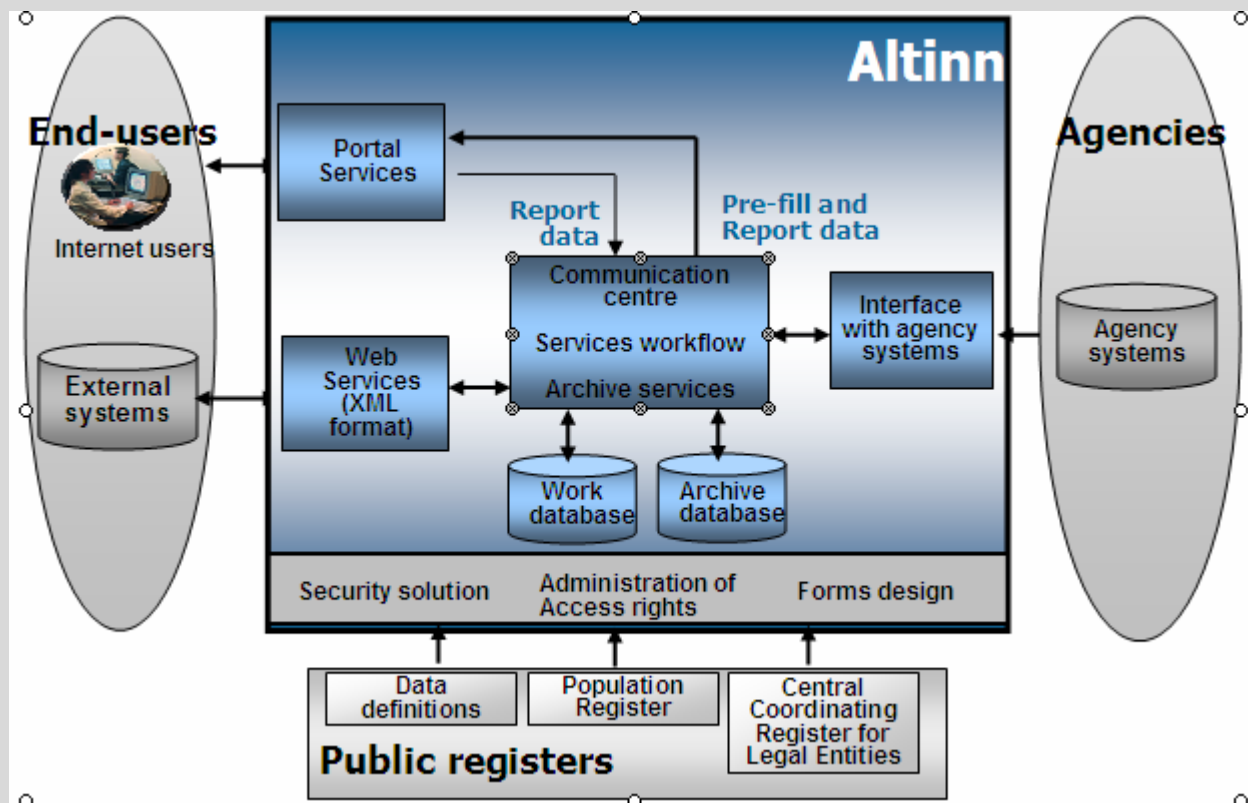 Altinn
End-users
Internet users
External
systems
Portal
Services
Report
data
Pre-fill and
Report data
Communication
centre
Services workflow
Archive services
Web
Services
(XML
format)
Interface
with agency
systems
Agencies
Agency
systems
Work
database
Archive
database
Security solution
Administration of
Access rights
Forms design
Data
definitions
Population
Register
Central
Coordinating
Register for
Legal Entities
Public registers